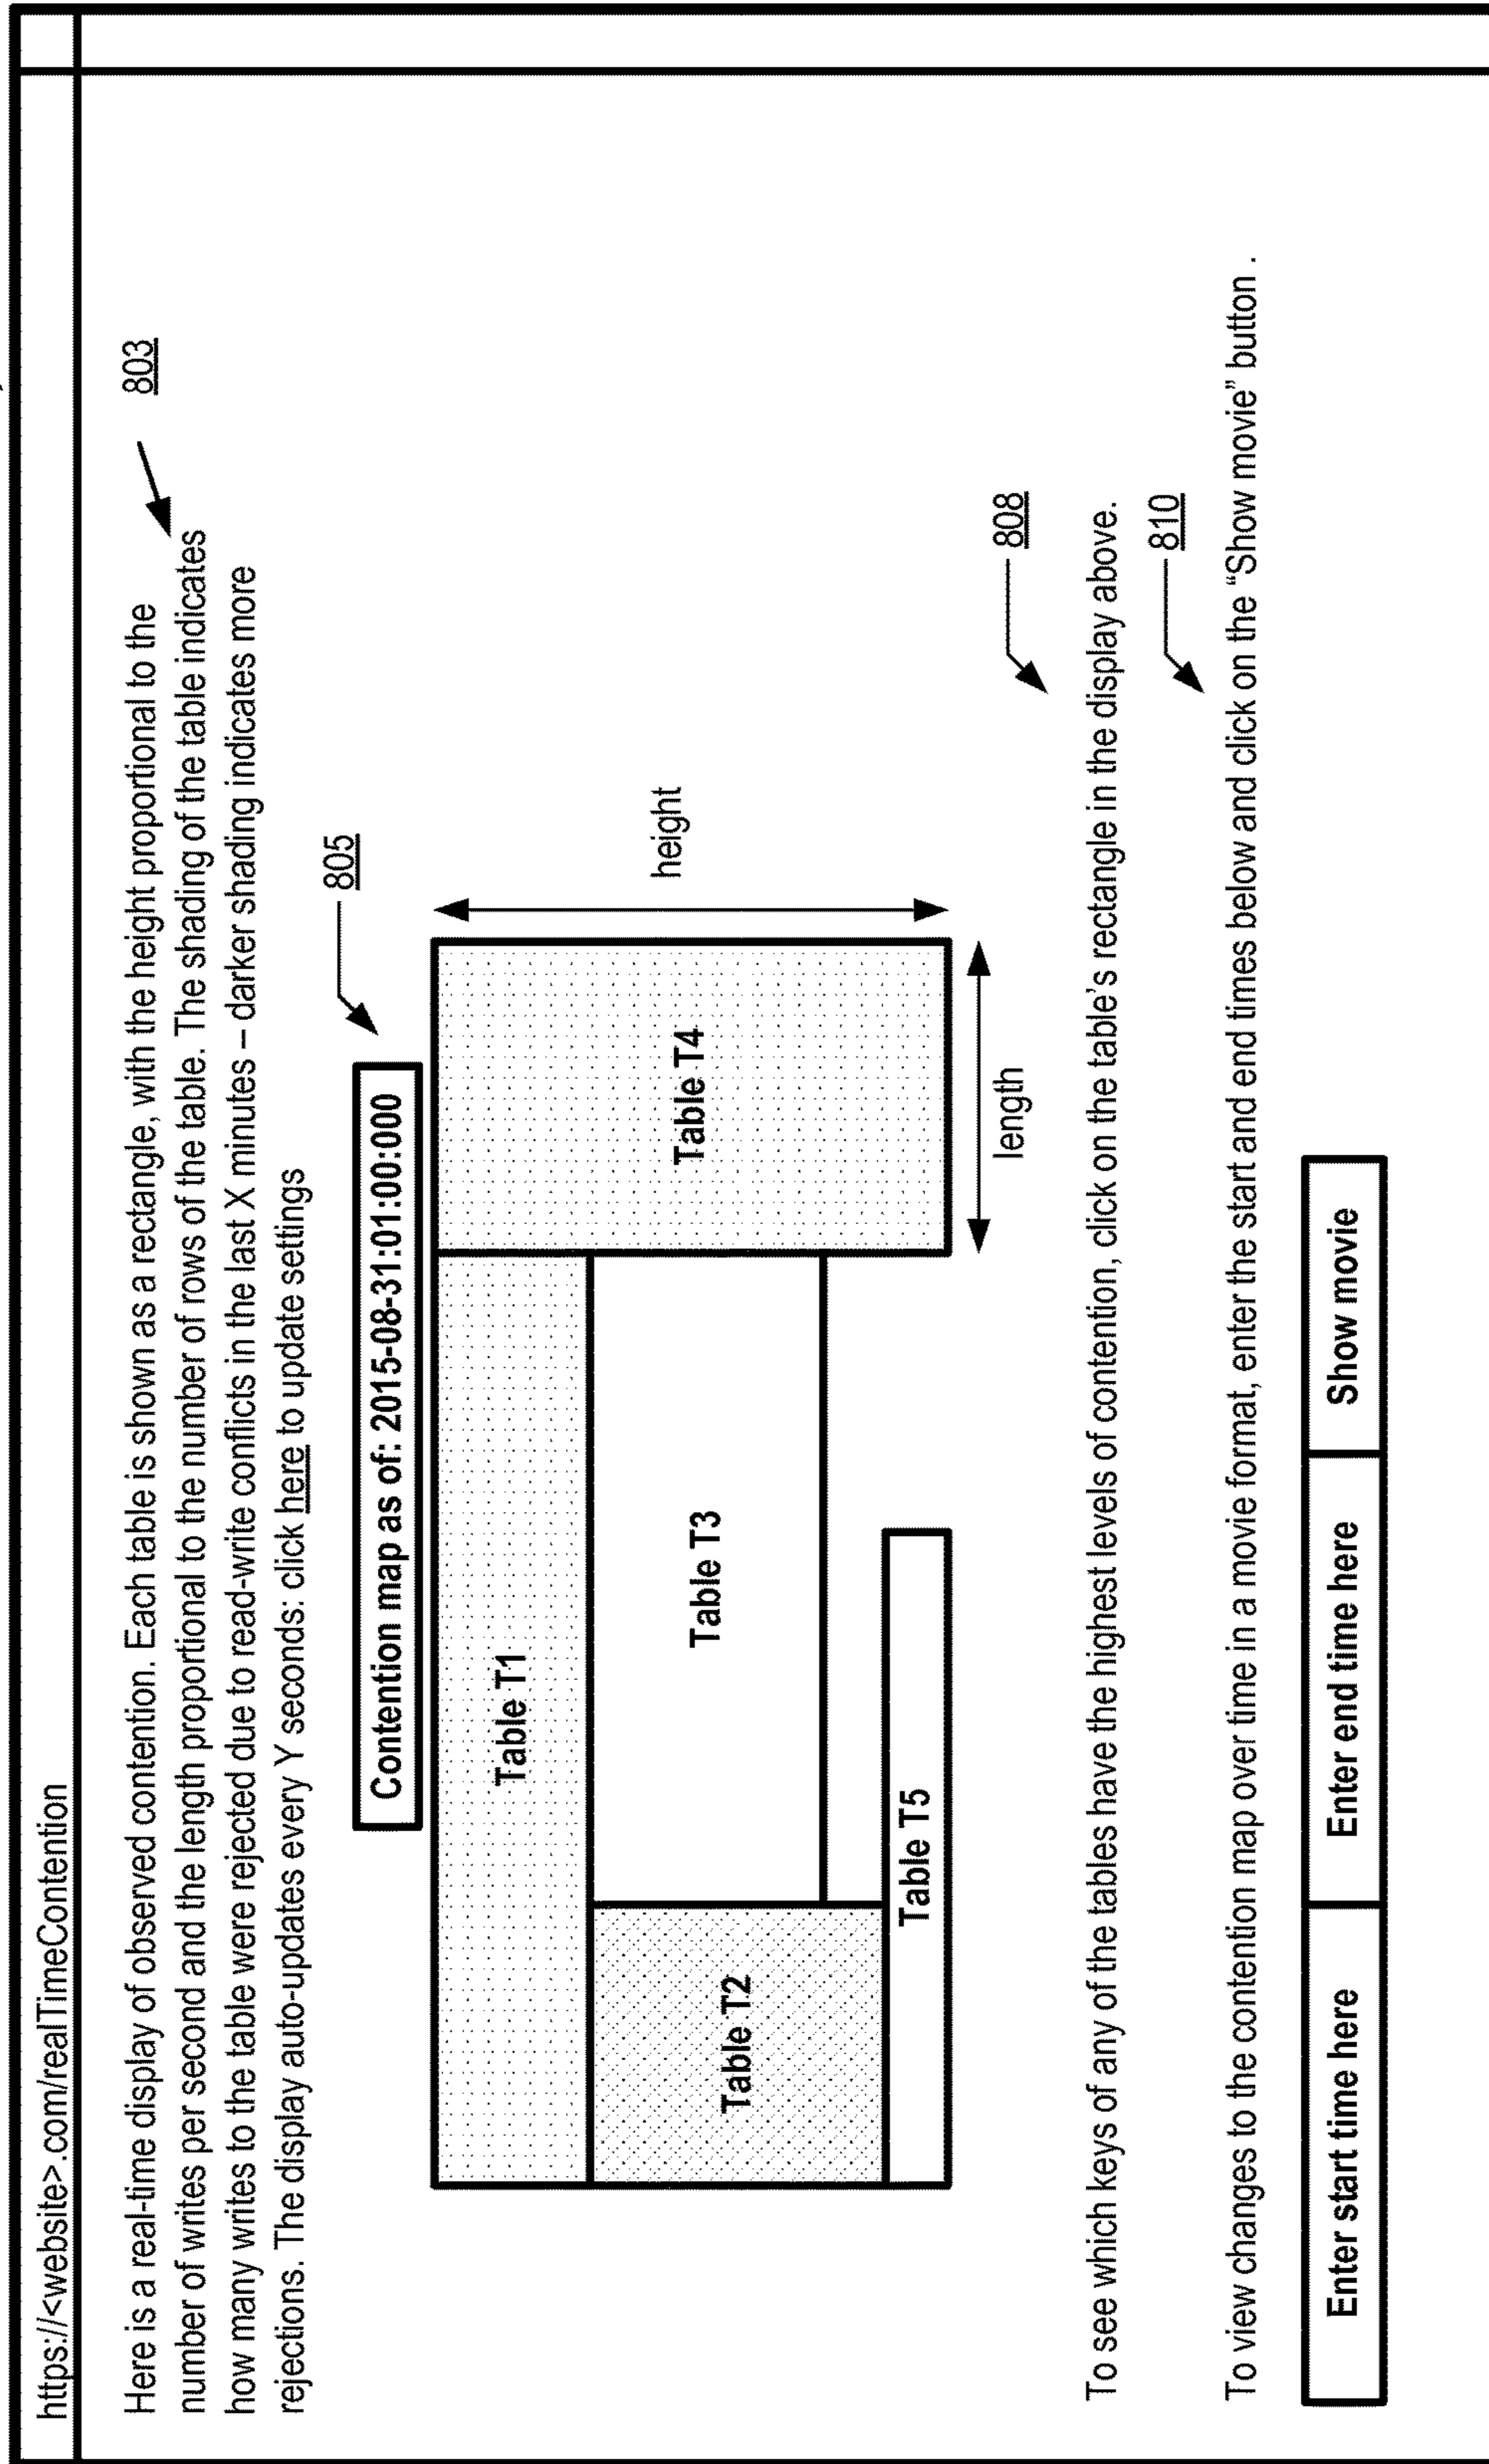 https://<website>.com/realTimeContention
803
Here is a real-time display of observed contention. Each table is shown as a rectangle, with the height proportional to the
number of writes per second and the length proportional to the number of rows of the table. The shading of the table indicates
how many writes to the table were rejected due to read-write conflicts in the last X minutes – darker shading indicates more
rejections. The display auto-updates every Y seconds: click here to update settings
805
Contention map as of: 2015-08-31:01:00:000
Table T1
Table T2
Table T3
Table T4
Table T5
height
length
808
To see which keys of any of the tables have the highest levels of contention, click on the table's rectangle in the display above.
810
To view changes to the contention map over time in a movie format, enter the start and end times below and click on the “Show movie” button .
Enter start time here
Enter end time here
Show movie